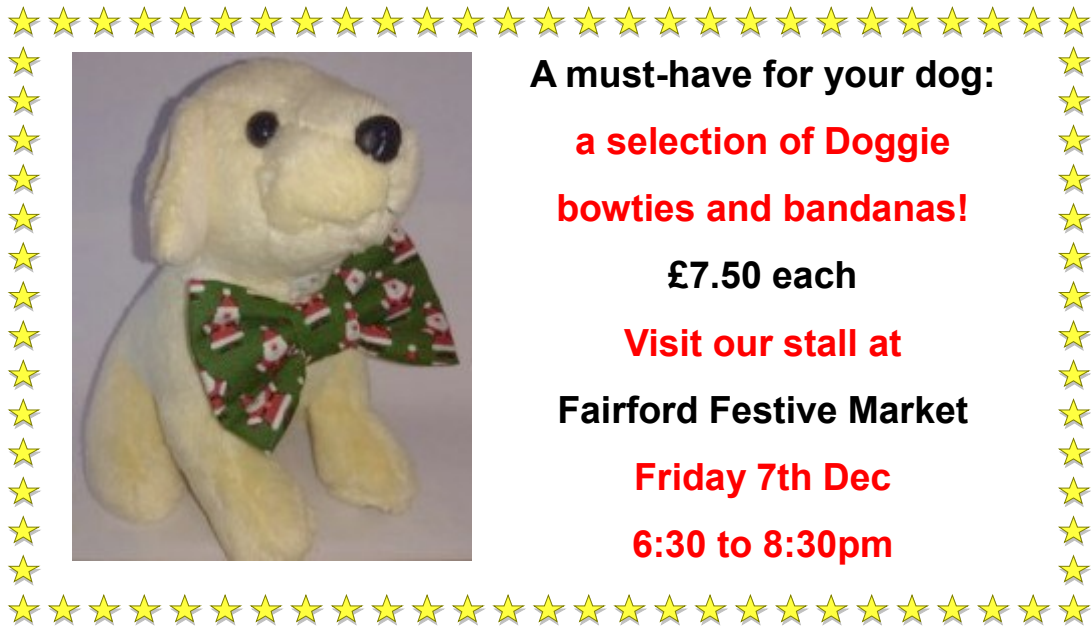 A must-have for your dog:
a selection of Doggie
bowties and bandanas!
£7.50 each
Visit our stall at
Fairford Festive Market
Friday 7th Dec
6:30 to 8:30pm